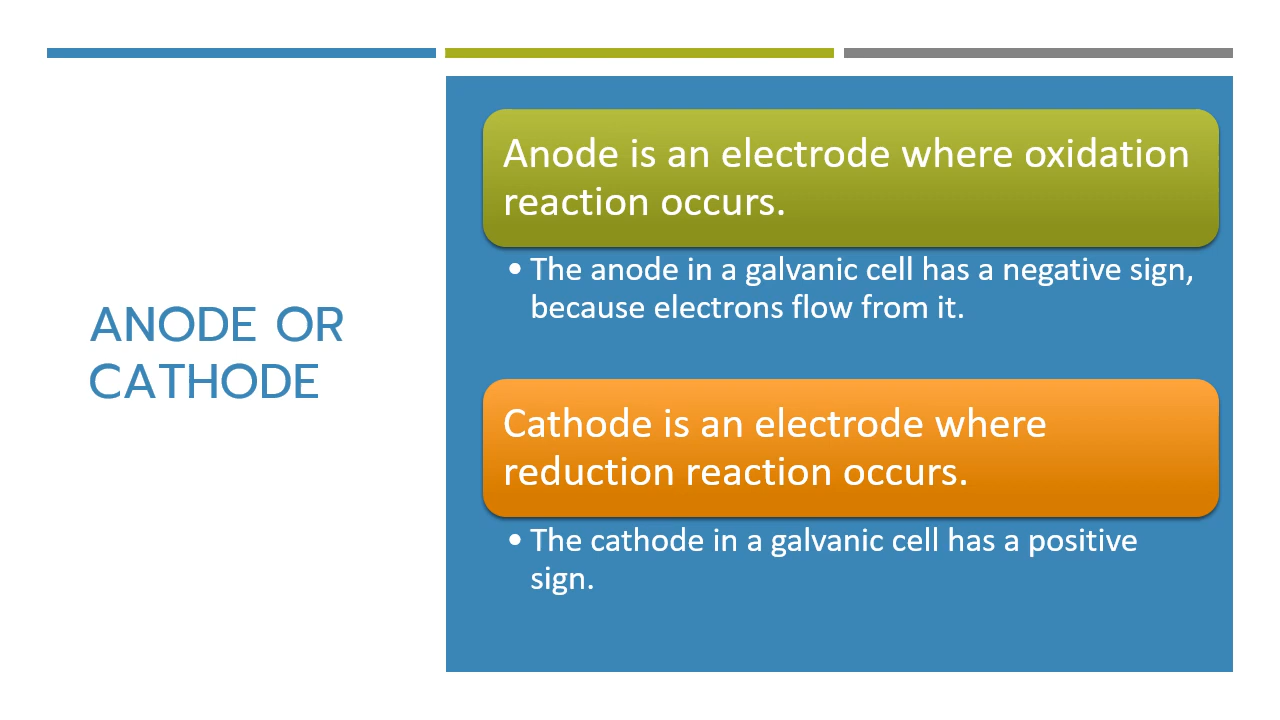 ANODE OR
CATHODE
Anode is an electrode where oxidation
reaction occurs.
• The anode in a galvanic cell has a negative sign,
because electrons flow from it.
Cathode is an electrode where
reduction reaction occurs.
• The cathode in a galvanic cell has a positive
sign.